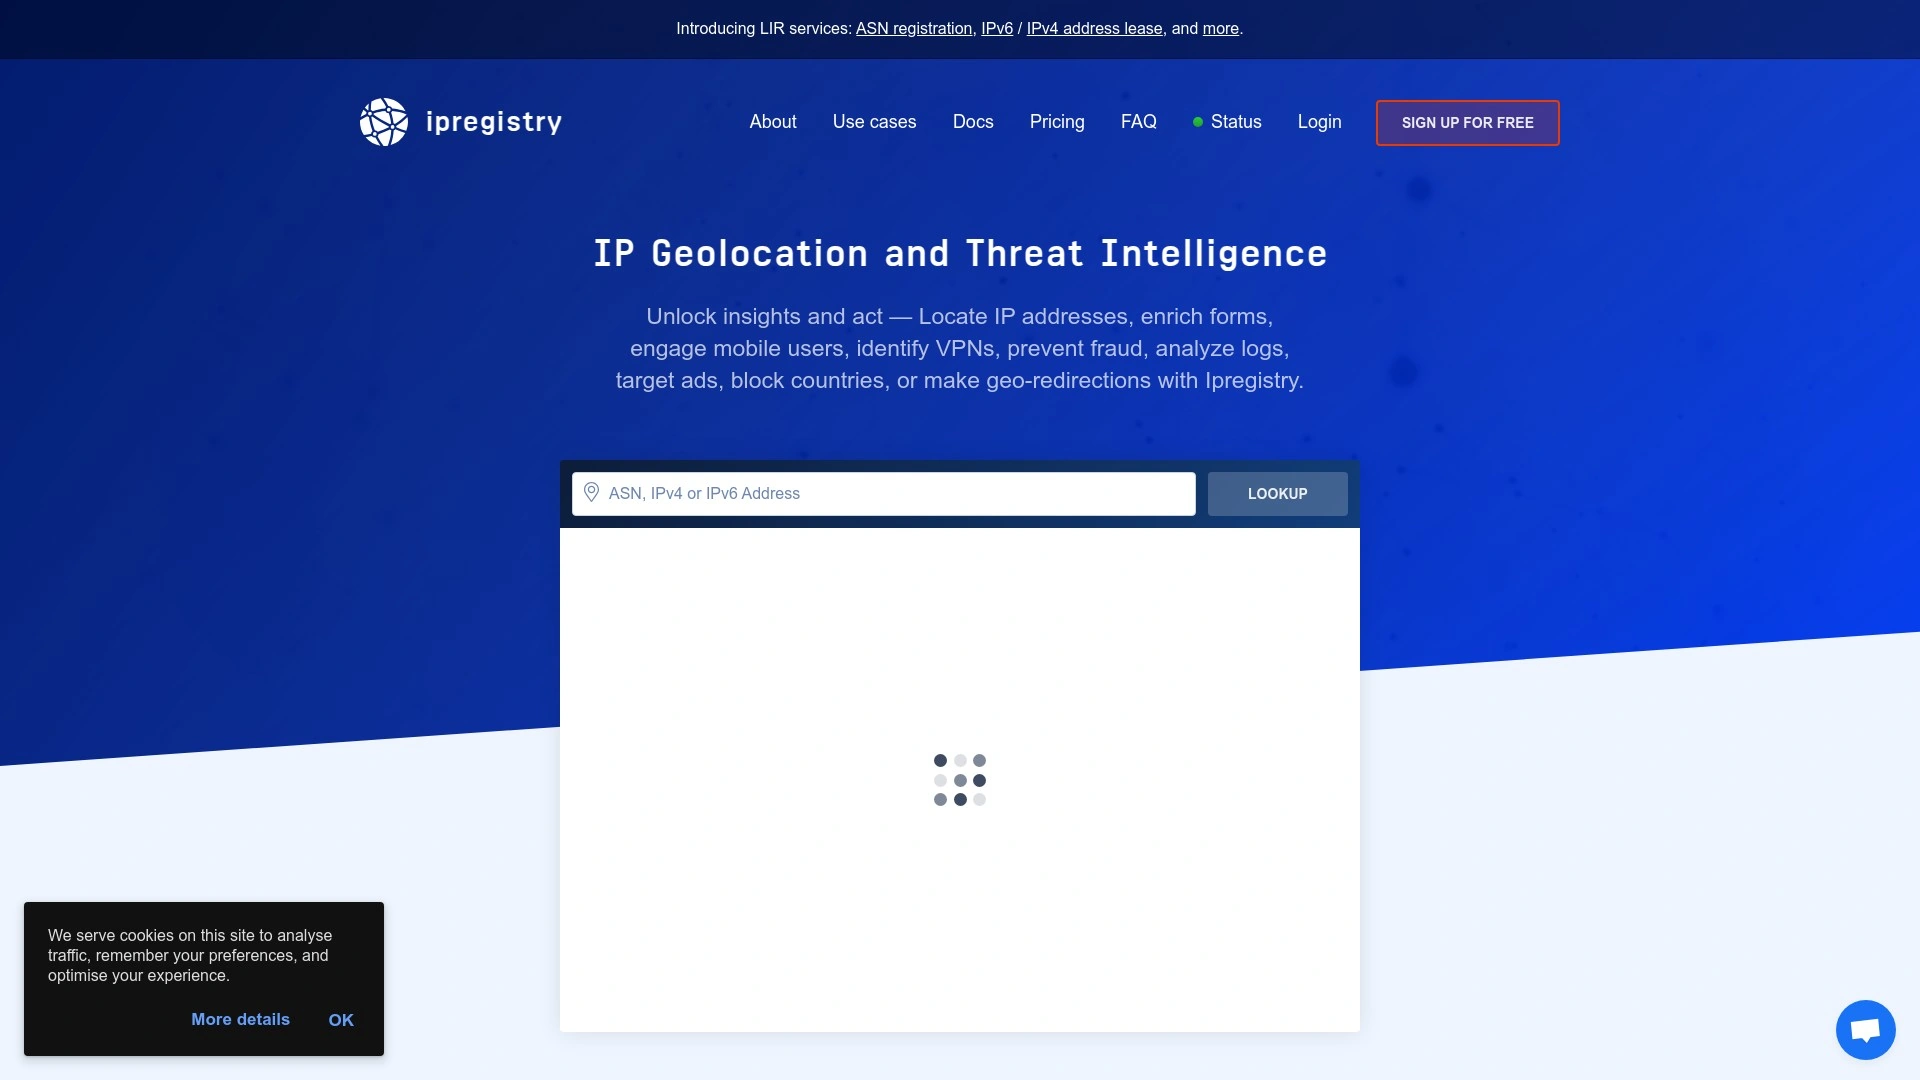 Introducing LIR services: ASN registration, IPv6 / IPv4 address lease, and more.
ipregistry
About Use cases Docs Pricing FAQ Status Login SIGN UP FOR FREE
IP Geolocation and Threat Intelligence
Unlock insights and act — Locate IP addresses, enrich forms,
engage mobile users, identify VPNs, prevent fraud, analyze logs,
target ads, block countries, or make geo-redirections with Ipregistry.
ASN, IPv4 or IPv6 Address LOOKUP
We serve cookies on this site to analyse
traffic, remember your preferences, and
optimise your experience.
More details OK